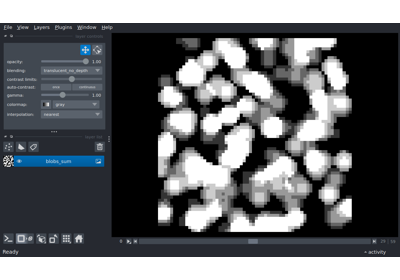 File View Layers Plugins Window Help
opacity: 1.00
blending: translucent_no_depth
contrast limits:
auto-contrast: once continuous
gamma: 1.00
colormap: gray
interpolation: nearest
blobs_sum
Ready
activity